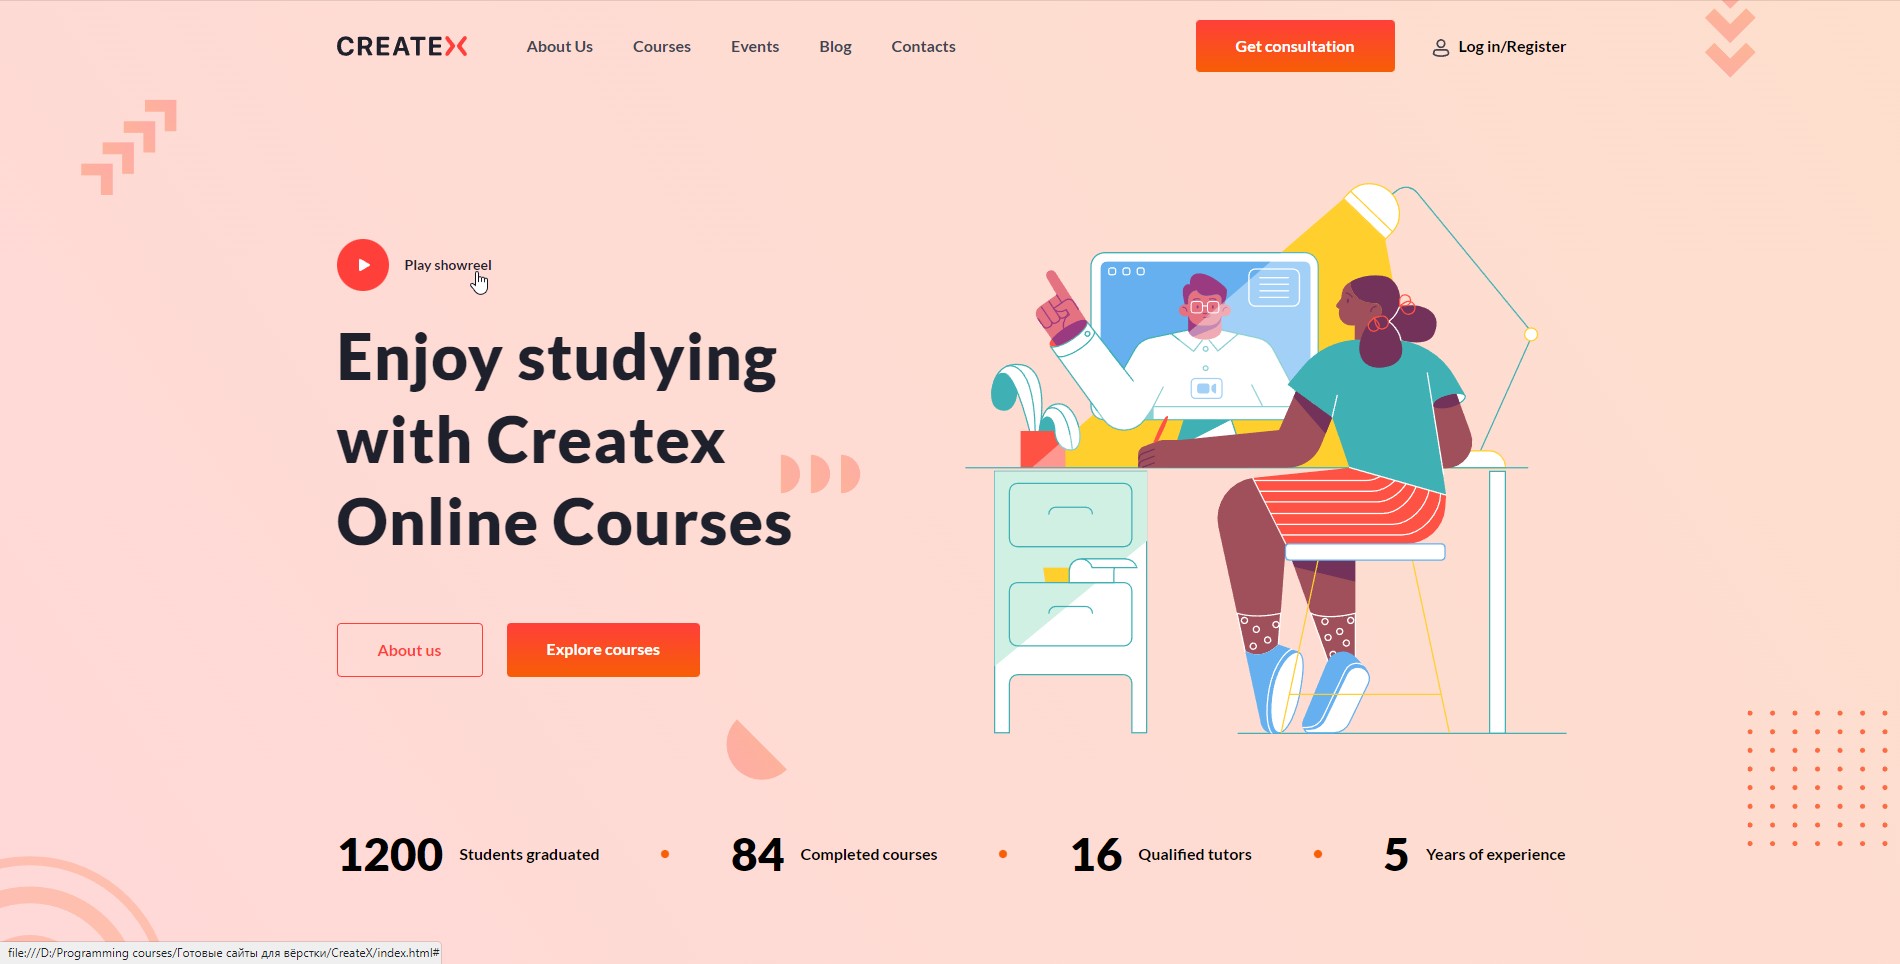 CREATEX
About Us
Courses
Events
Blog
Contacts
Get consultation
Log in/Register
Play showreel
Enjoy studying
with Createx
Online Courses
About us
Explore courses
1200 Students graduated
84 Completed courses
16 Qualified tutors
5 Years of experience
file:///D:/Programming courses/Готовые сайты для вёрстки/CreateX/index.html#